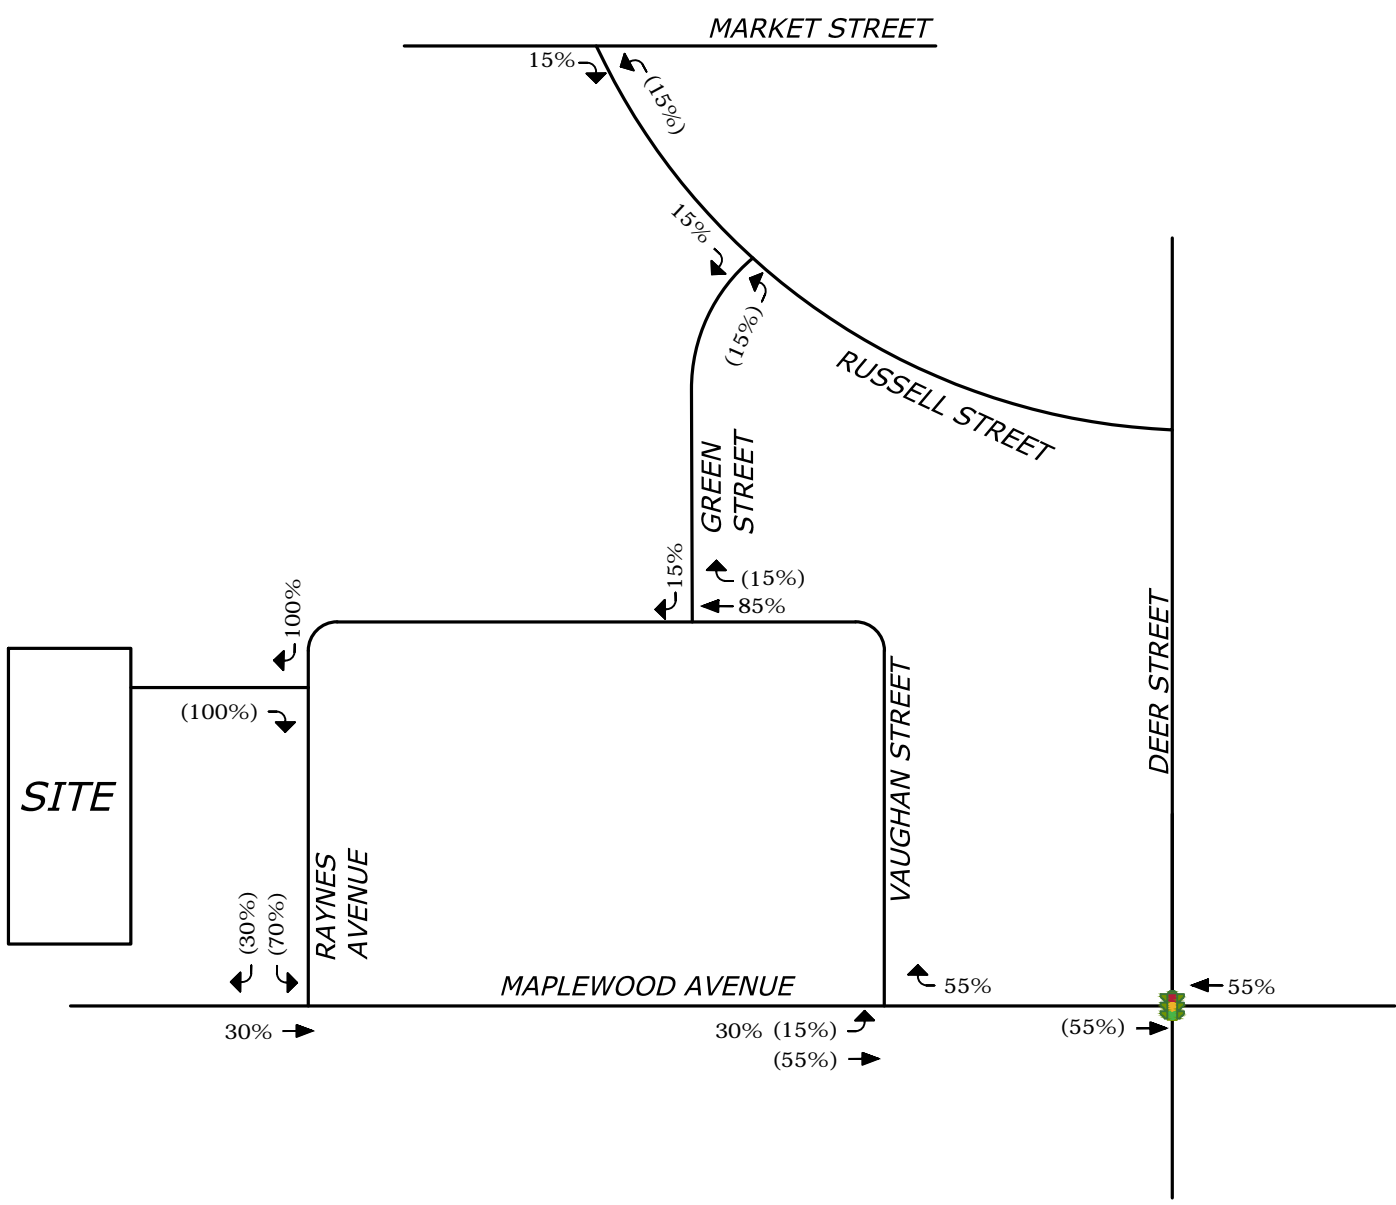 MARKET STREET
15%
(15%)
15%
(15%)
RUSSELL STREET
GREEN
STREET
15%
(15%)
85%
100%
(100%)
SITE
DEER STREET
VAUGHAN STREET
RAYNES
AVENUE
(30%)
(70%)
MAPLEWOOD AVENUE
55%
55%
30%
30% (15%)
(55%)
(55%)